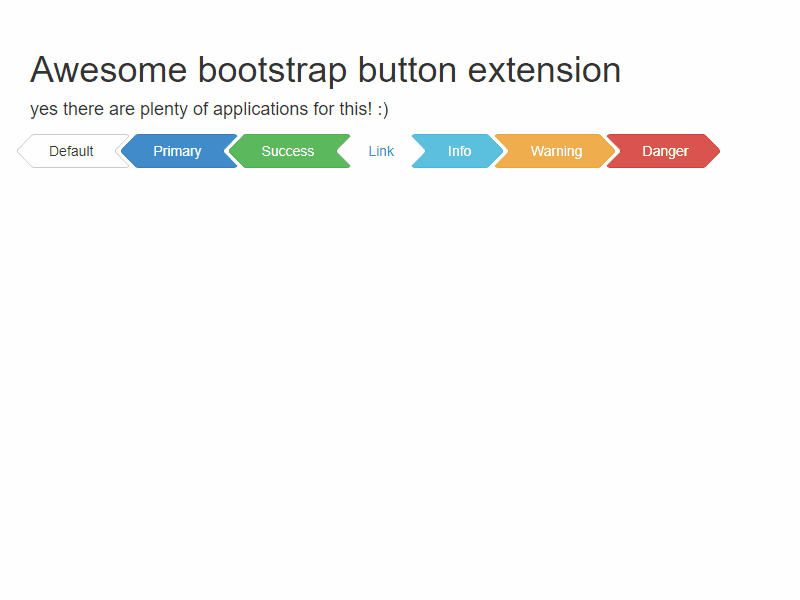 Awesome bootstrap button extension
yes there are plenty of applications for this! :)
Default Primary Success Link Info Warning Danger